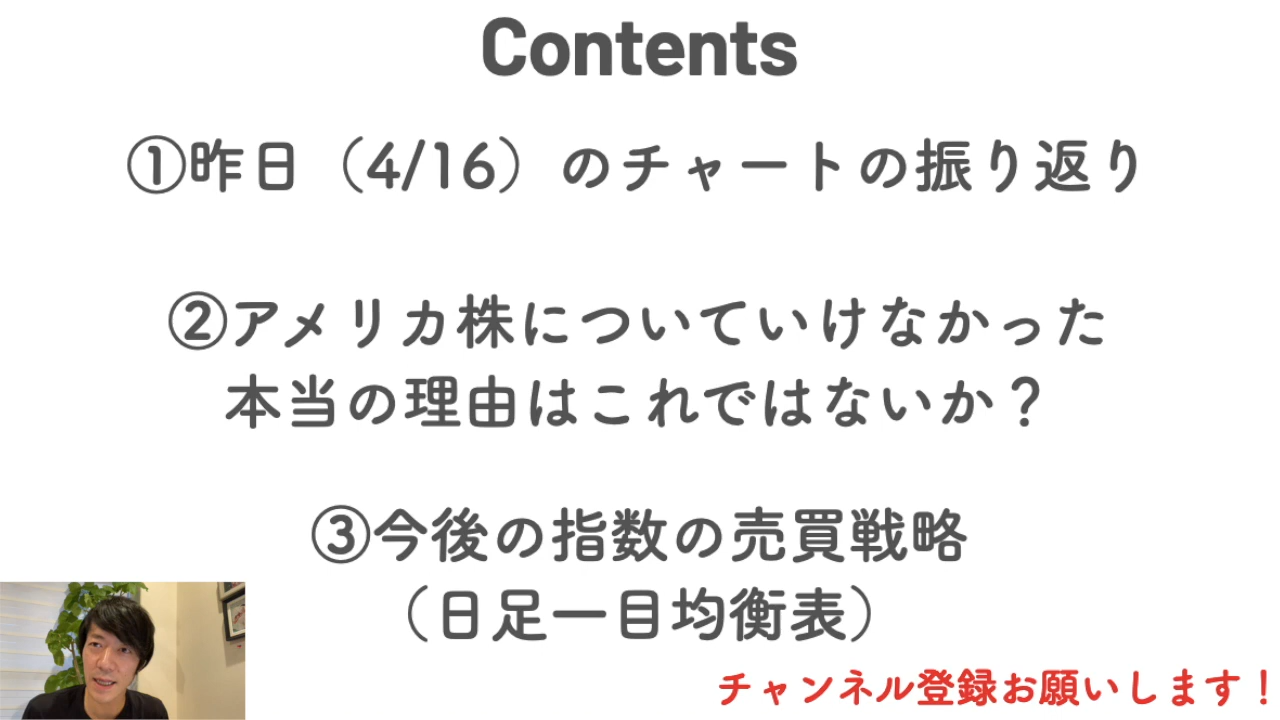 Contents
①昨日（4/16）のチャートの振り返り
②アメリカ株についていけなかった
本当の理由はこれではないか？
③今後の指数の売買戦略
（日足一目均衡表）
チャンネル登録お願いします！